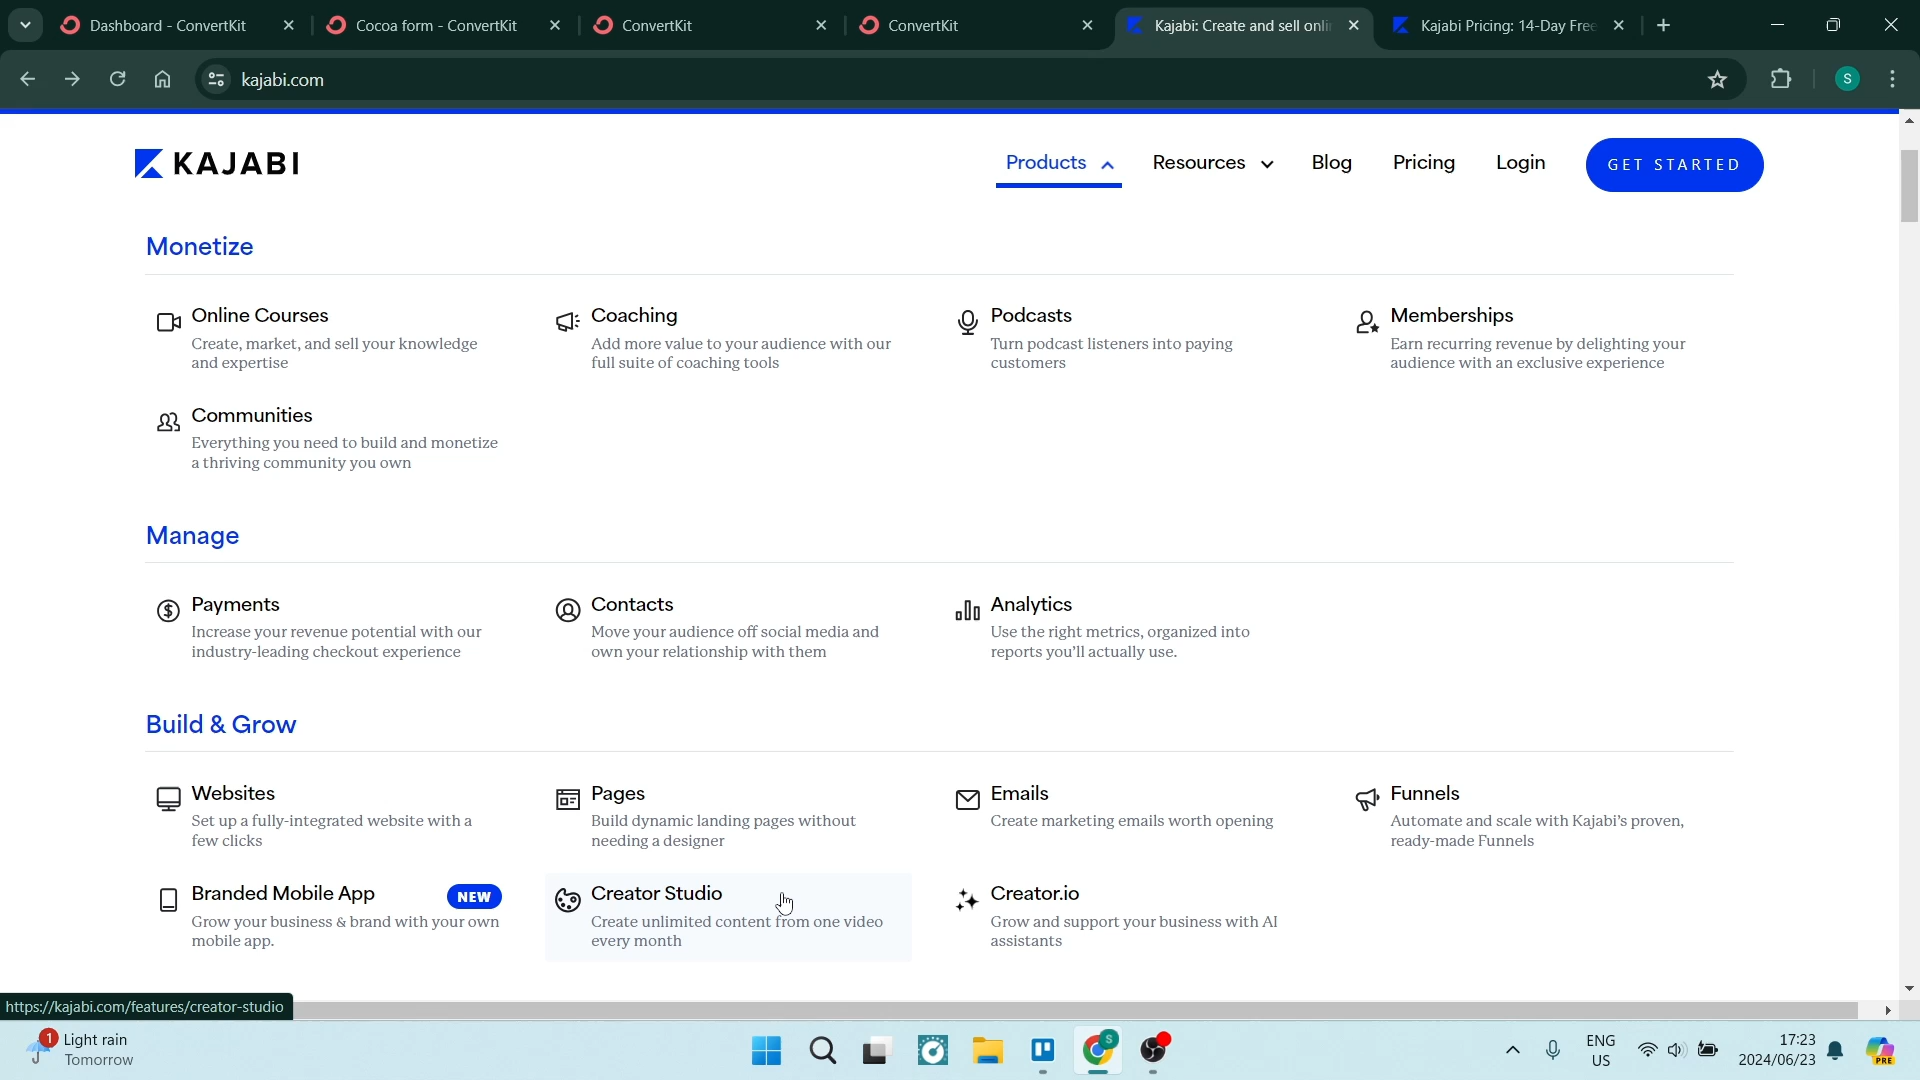 Dashboard - ConvertKit
Cocoa form - ConvertKit
ConvertKit
ConvertKit
Kajabi: Create and sell onli
Kajabi Pricing: 14-Day Free
kajabi.com
S
KAJABI
Products
Resources
Blog
Pricing
Login
GET STARTED
Monetize
Online Courses
Create, market, and sell your knowledge
and expertise
Coaching
Add more value to your audience with our
full suite of coaching tools
Podcasts
Turn podcast listeners into paying
customers
Memberships
Earn recurring revenue by delighting your
audience with an exclusive experience
Communities
Everything you need to build and monetize
a thriving community you own
Manage
Payments
Increase your revenue potential with our
industry-leading checkout experience
Contacts
Move your audience off social media and
own your relationship with them
Analytics
Use the right metrics, organized into
reports you'll actually use.
Build & Grow
Websites
Set up a fully-integrated website with a
few clicks
Pages
Build dynamic landing pages without
needing a designer
Emails
Create marketing emails worth opening
Funnels
Automate and scale with Kajabi's proven,
ready-made Funnels
Branded Mobile App
NEW
Grow your business & brand with your own
mobile app.
Creator Studio
Create unlimited content from one video
every month
Creator.io
Grow and support your business with AI
assistants
https://kajabi.com/features/creator-studio
1
Light rain
Tomorrow
S
ENG
US
17:23
2024/06/23
PRE